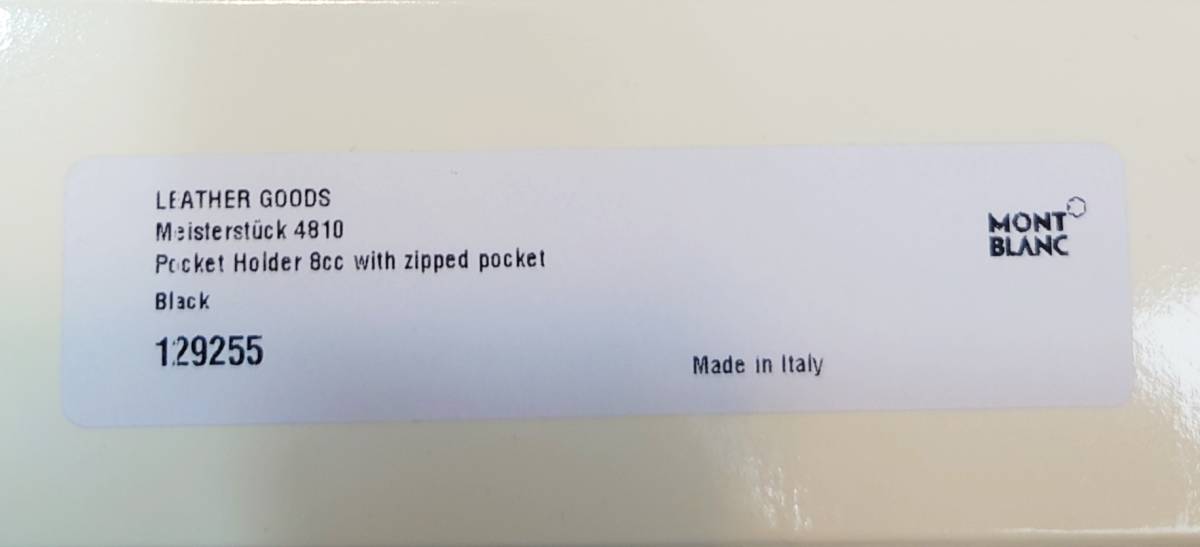 LEATHER GOODS
Meisterstück 4810
Pocket Holder 8cc with zipped pocket
Black
129255
Made in Italy
MONT
BLANC